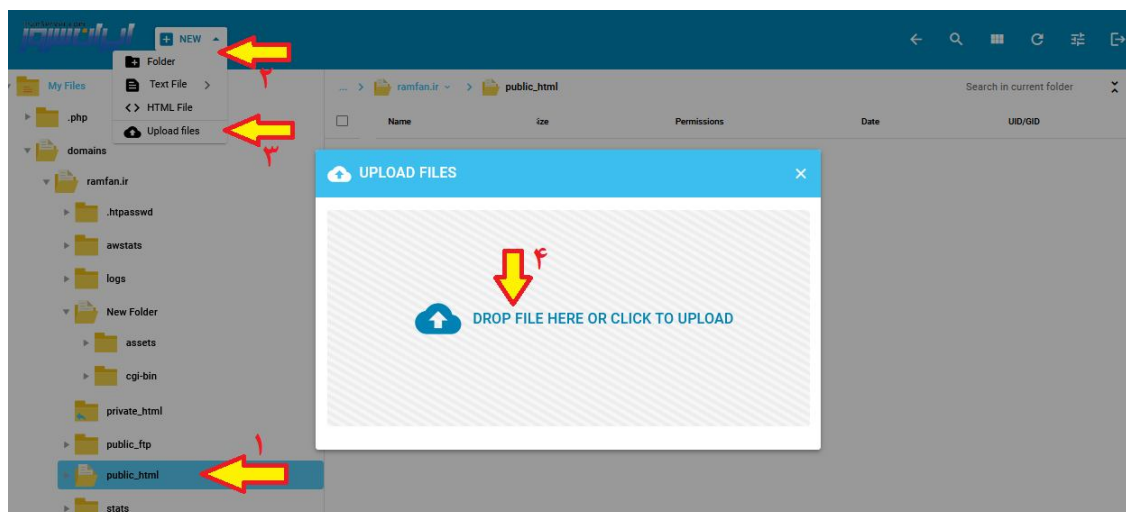 ایران سرور
NEW
۲
Folder
Text File >
HTML File
Upload files
۳
My Files
.php
domains
ramfan.ir
.htpasswd
awstats
logs
New Folder
assets
cgi-bin
private_html
public_ftp
۱
public_html
stats
... > ramfan.ir > public_html
Search in current folder
Name
Permissions
Date
UID/GID
UPLOAD FILES
۴
DROP FILE HERE OR CLICK TO UPLOAD